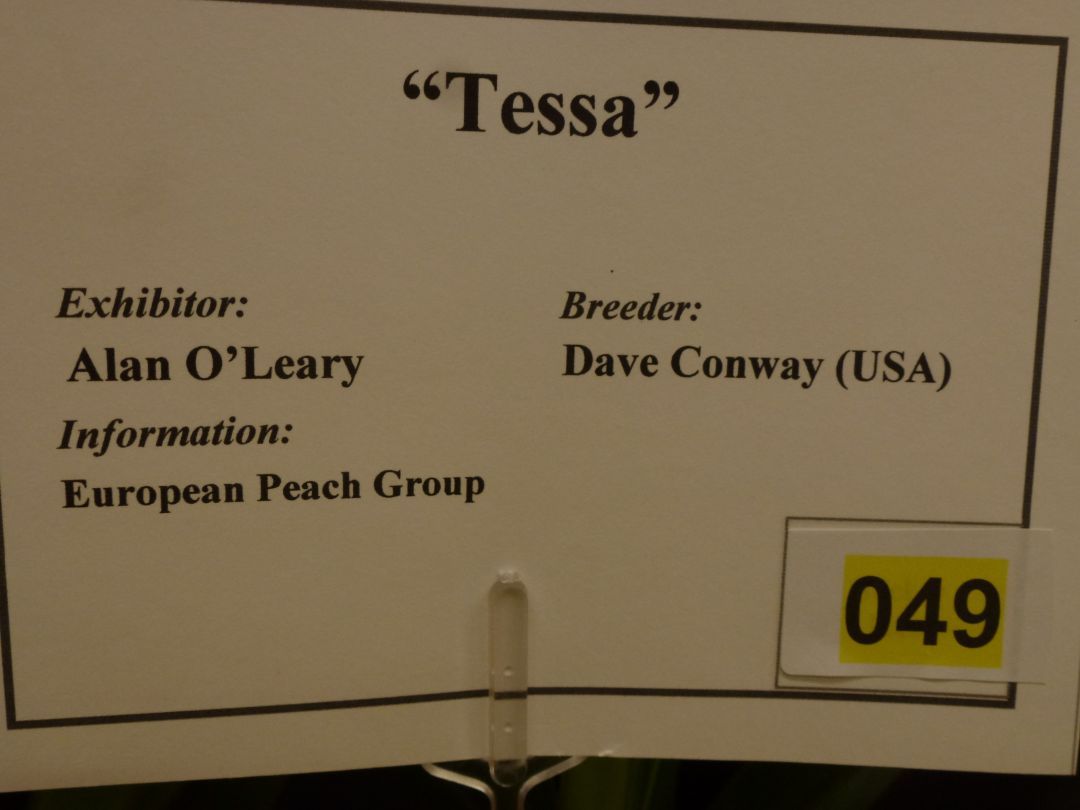 “Tessa”
Exhibitor:
Alan O’Leary
Breeder:
Dave Conway (USA)
Information:
European Peach Group
049